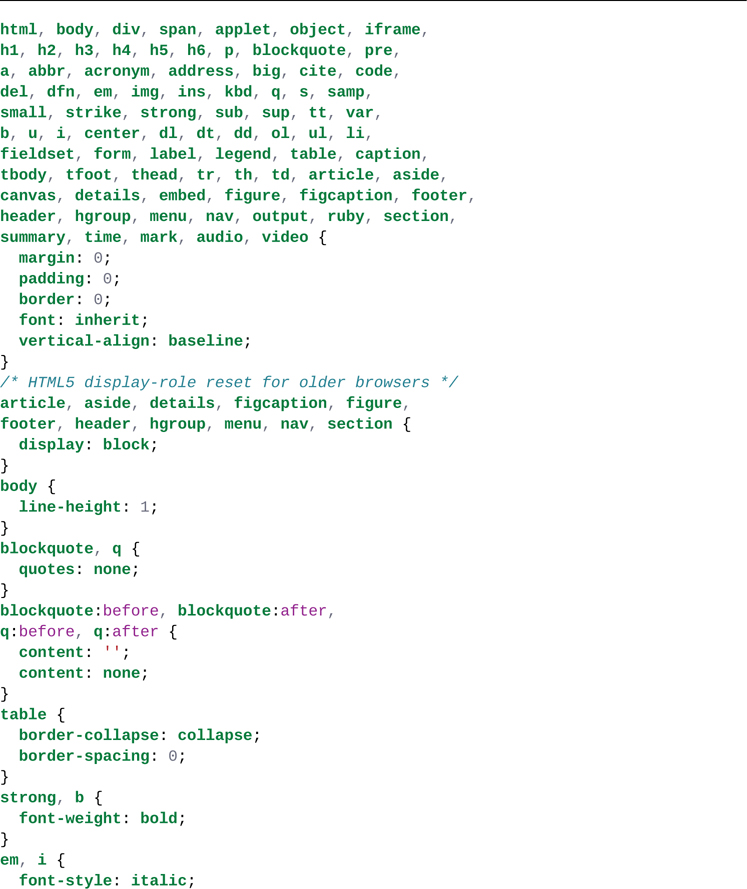 html, body, div, span, applet, object, iframe,
h1, h2, h3, h4, h5, h6, p, blockquote, pre,
a, abbr, acronym, address, big, cite, code,
del, dfn, em, img, ins, kbd, q, s, samp,
small, strike, strong, sub, sup, tt, var,
b, u, i, center, dl, dt, dd, ol, ul, li,
fieldset, form, label, legend, table, caption,
tbody, tfoot, thead, tr, th, td, article, aside,
canvas, details, embed, figure, figcaption, footer,
header, hgroup, menu, nav, output, ruby, section,
summary, time, mark, audio, video {
  margin: 0;
  padding: 0;
  border: 0;
  font: inherit;
  vertical-align: baseline;
}
/* HTML5 display-role reset for older browsers */
article, aside, details, figcaption, figure,
footer, header, hgroup, menu, nav, section {
  display: block;
}
body {
  line-height: 1;
}
blockquote, q {
  quotes: none;
}
blockquote:before, blockquote:after,
q:before, q:after {
  content: '';
  content: none;
}
table {
  border-collapse: collapse;
  border-spacing: 0;
}
strong, b {
  font-weight: bold;
}
em, i {
  font-style: italic;